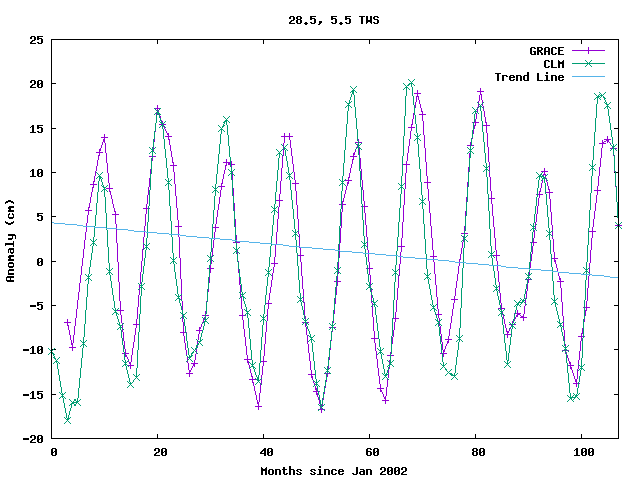 28.5, 5.5 TWS
GRACE
CLM
Trend Line
Anomaly (cm)
25
20
15
10
5
0
-5
-10
-15
-20
0 20 40 60 80 100
Months since Jan 2002